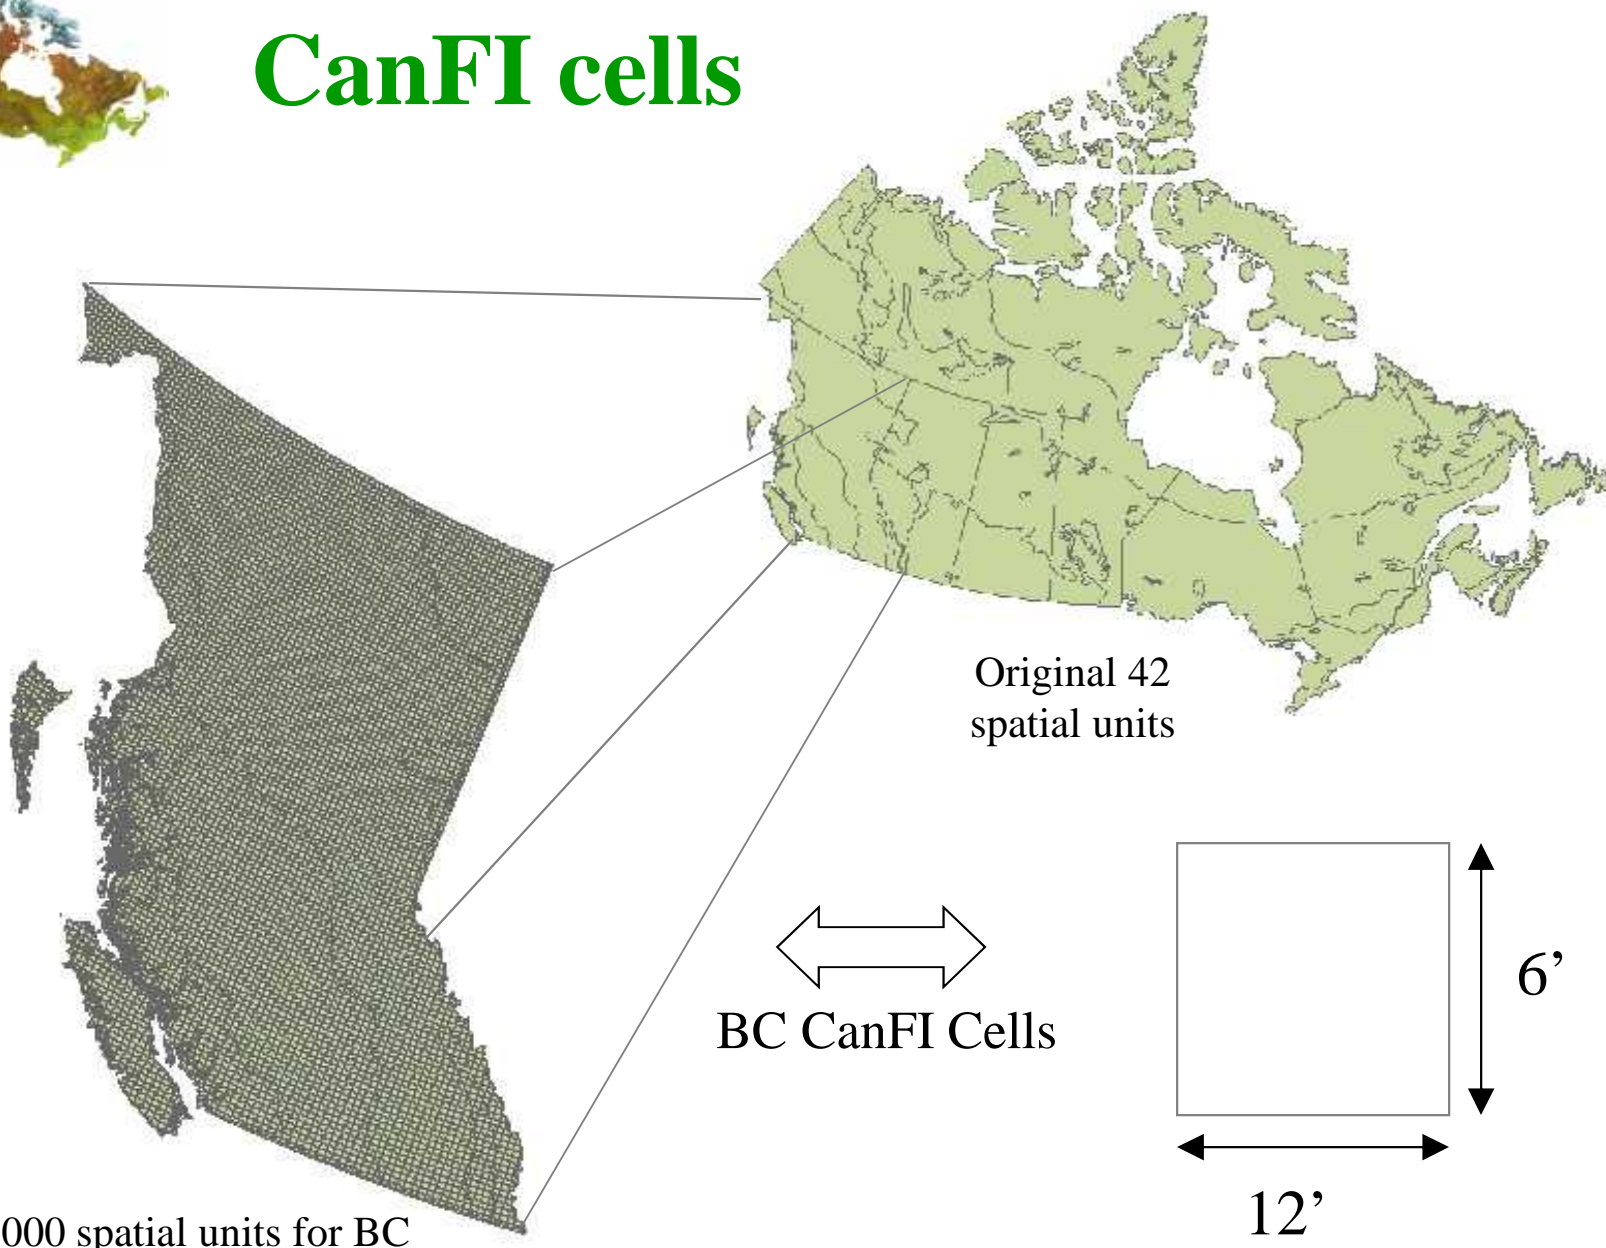 CanFI cells
Original 42
spatial units
6’
BC CanFI Cells
12’
000 spatial units for BC